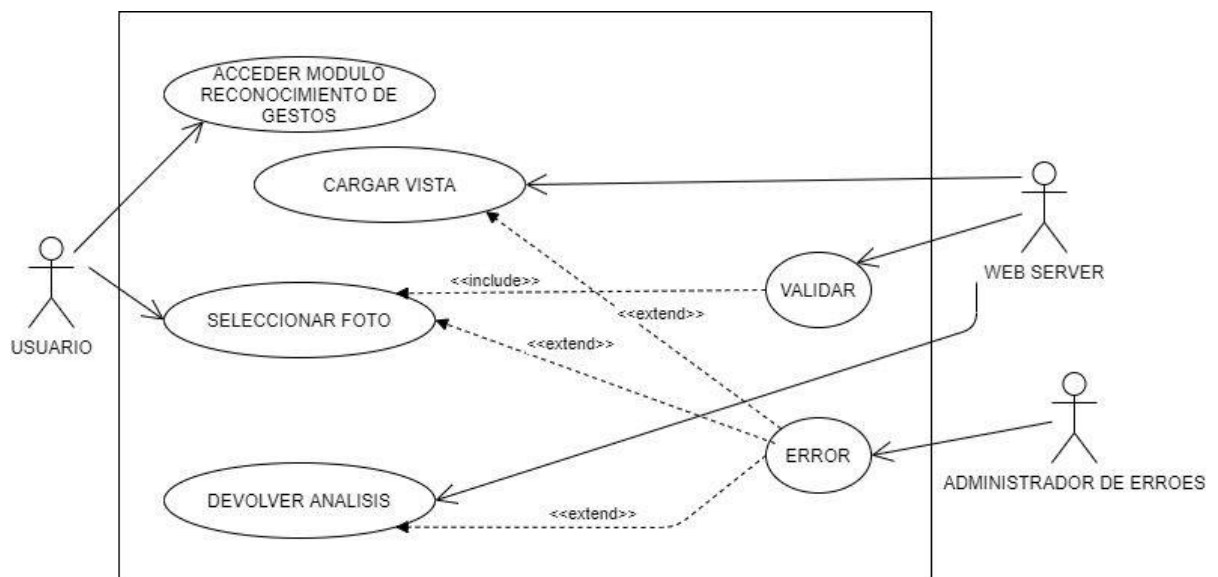 ACCEDER MODULO
RECONOCIMIENTO DE
GESTOS
CARGAR VISTA
WEB SERVER
<<include>>
VALIDAR
<<extend>>
SELECCIONAR FOTO
USUARIO
<<extend>>
ERROR
ADMINISTRADOR DE ERROES
DEVOLVER ANALISIS
<<extend>>